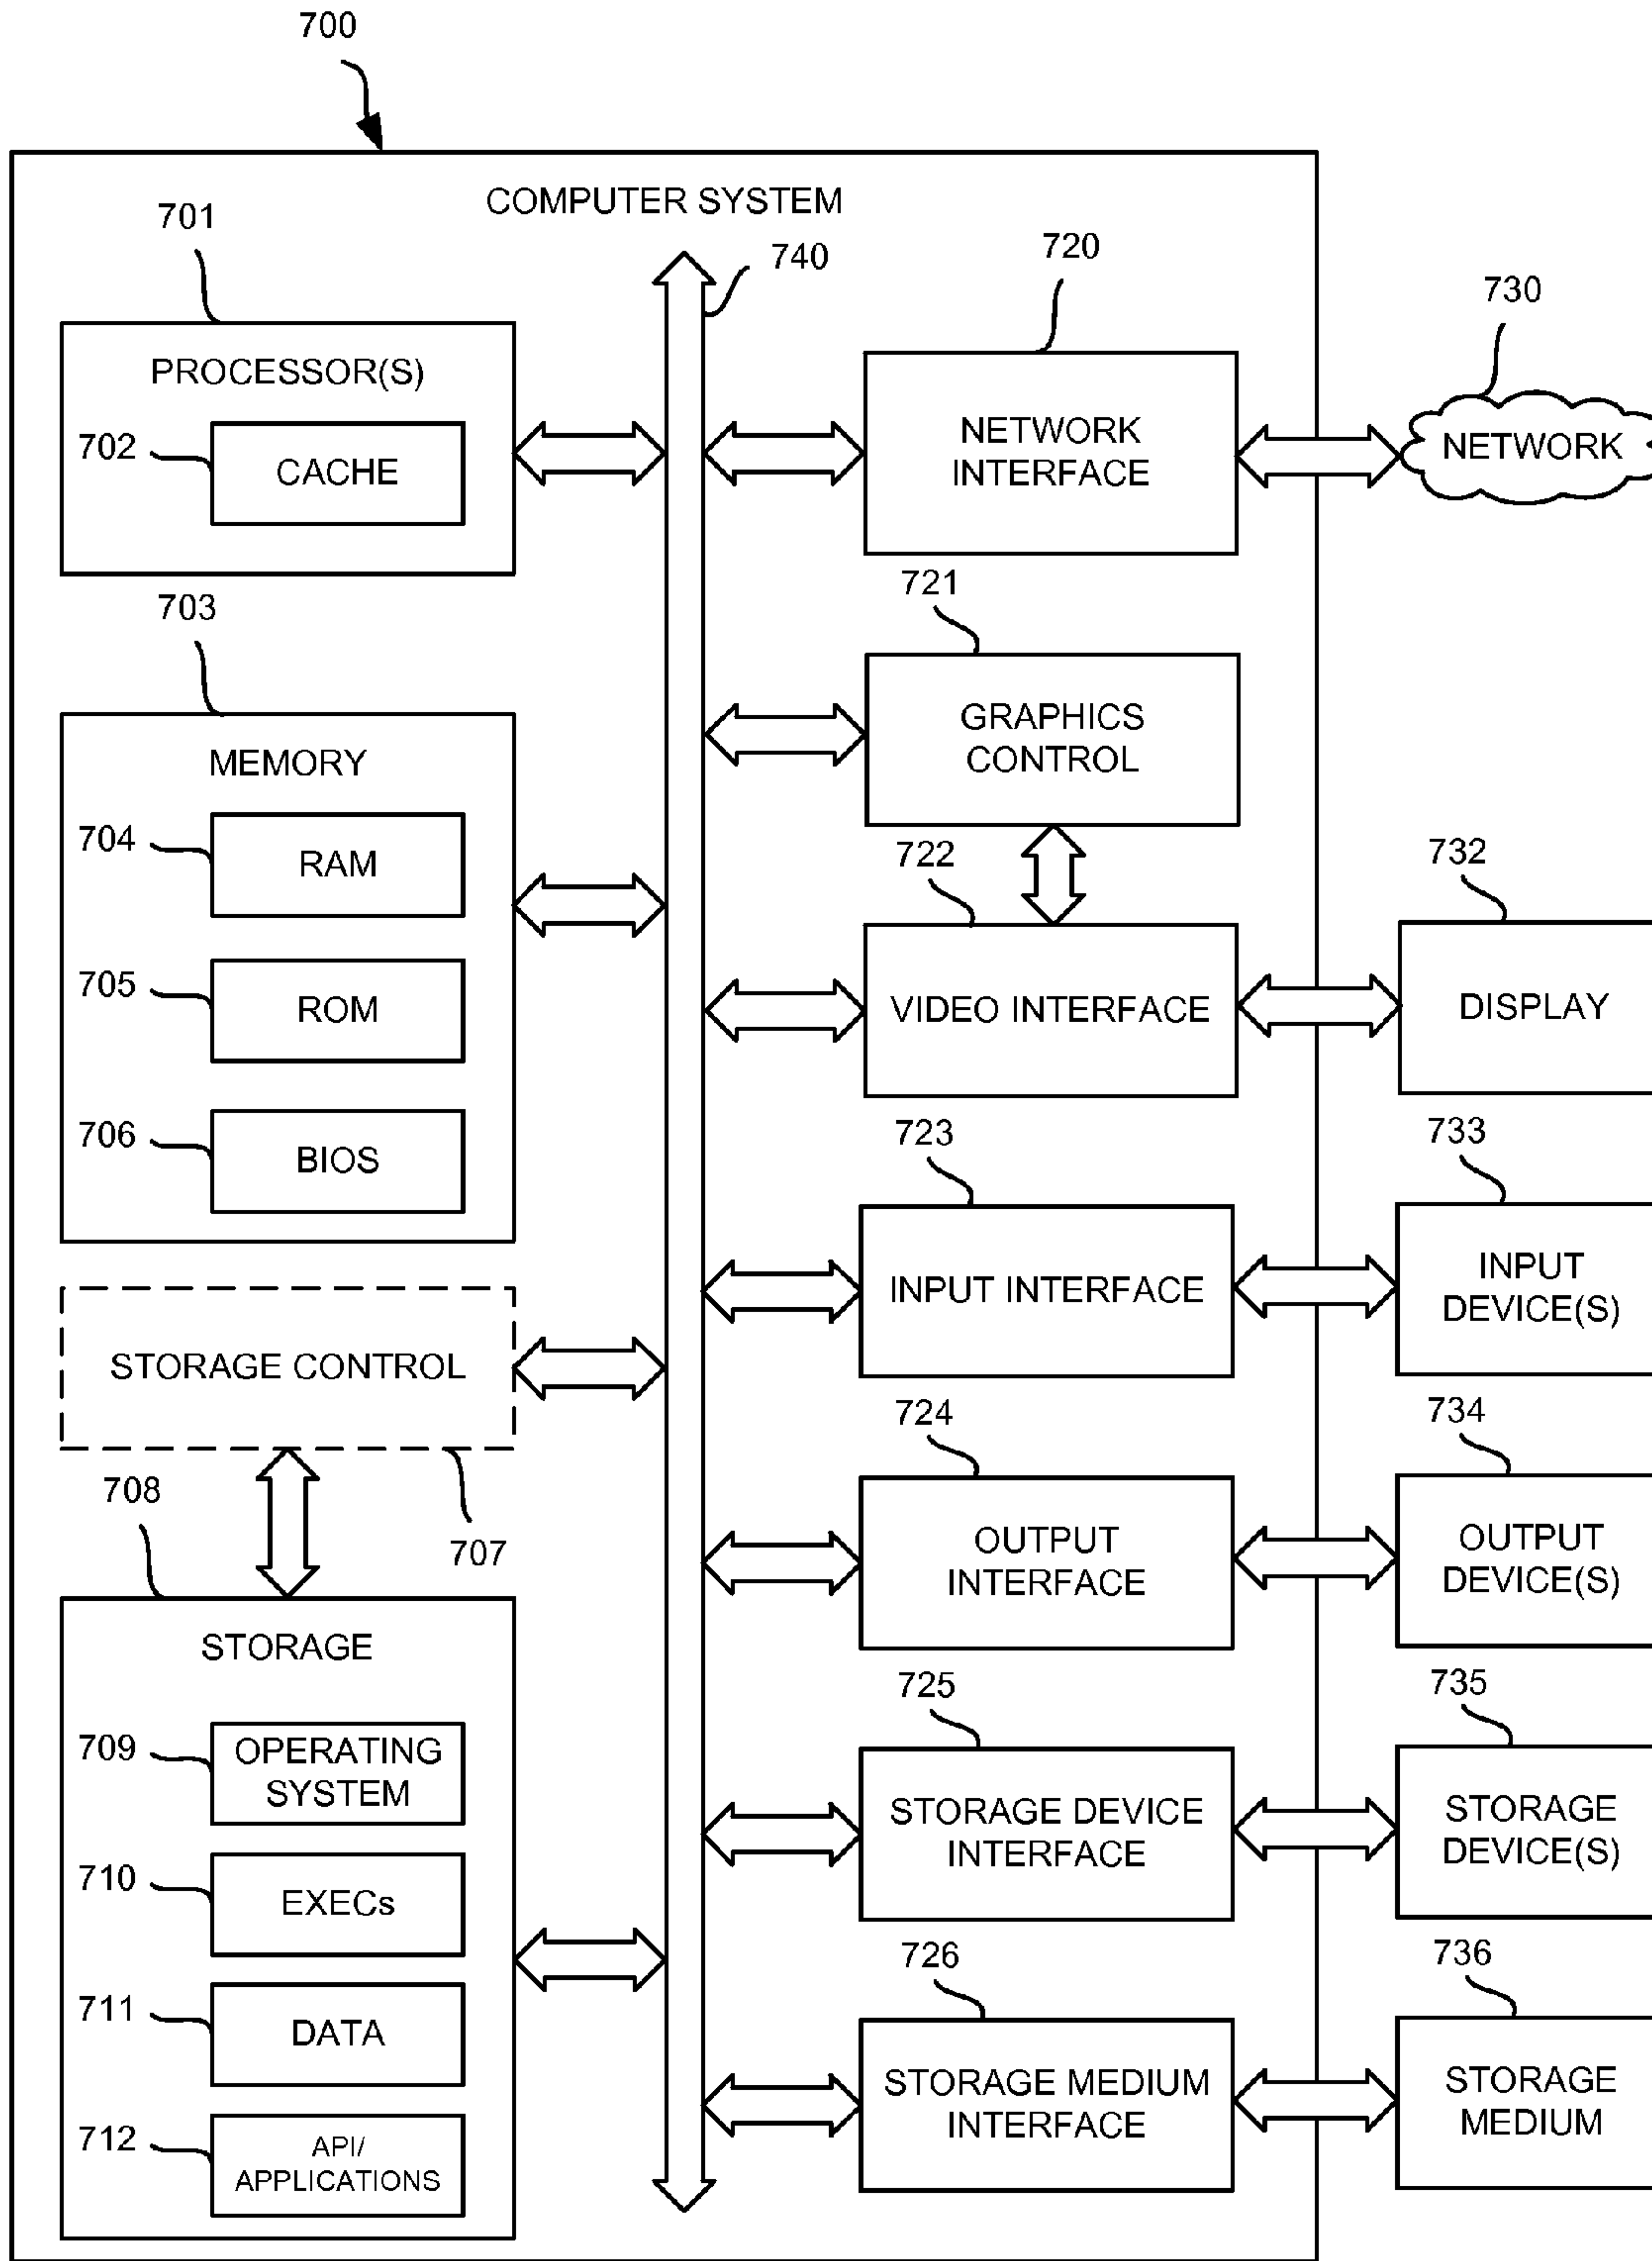 700
COMPUTER SYSTEM
701
740
720
730
PROCESSOR(S)
702
CACHE
NETWORK
INTERFACE
NETWORK
703
721
MEMORY
GRAPHICS
CONTROL
704
RAM
722
732
705
ROM
VIDEO INTERFACE
DISPLAY
706
BIOS
723
733
INPUT INTERFACE
INPUT
DEVICE(S)
STORAGE CONTROL
707
724
734
708
OUTPUT
INTERFACE
OUTPUT
DEVICE(S)
STORAGE
725
735
709
OPERATING
SYSTEM
STORAGE DEVICE
INTERFACE
STORAGE
DEVICE(S)
710
EXECs
726
736
711
DATA
STORAGE MEDIUM
INTERFACE
STORAGE
MEDIUM
712
API/
APPLICATIONS